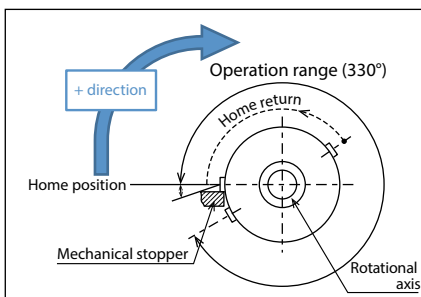 + direction
Operation range (330°)
Home return
Home position
Mechanical stopper
Rotational
axis